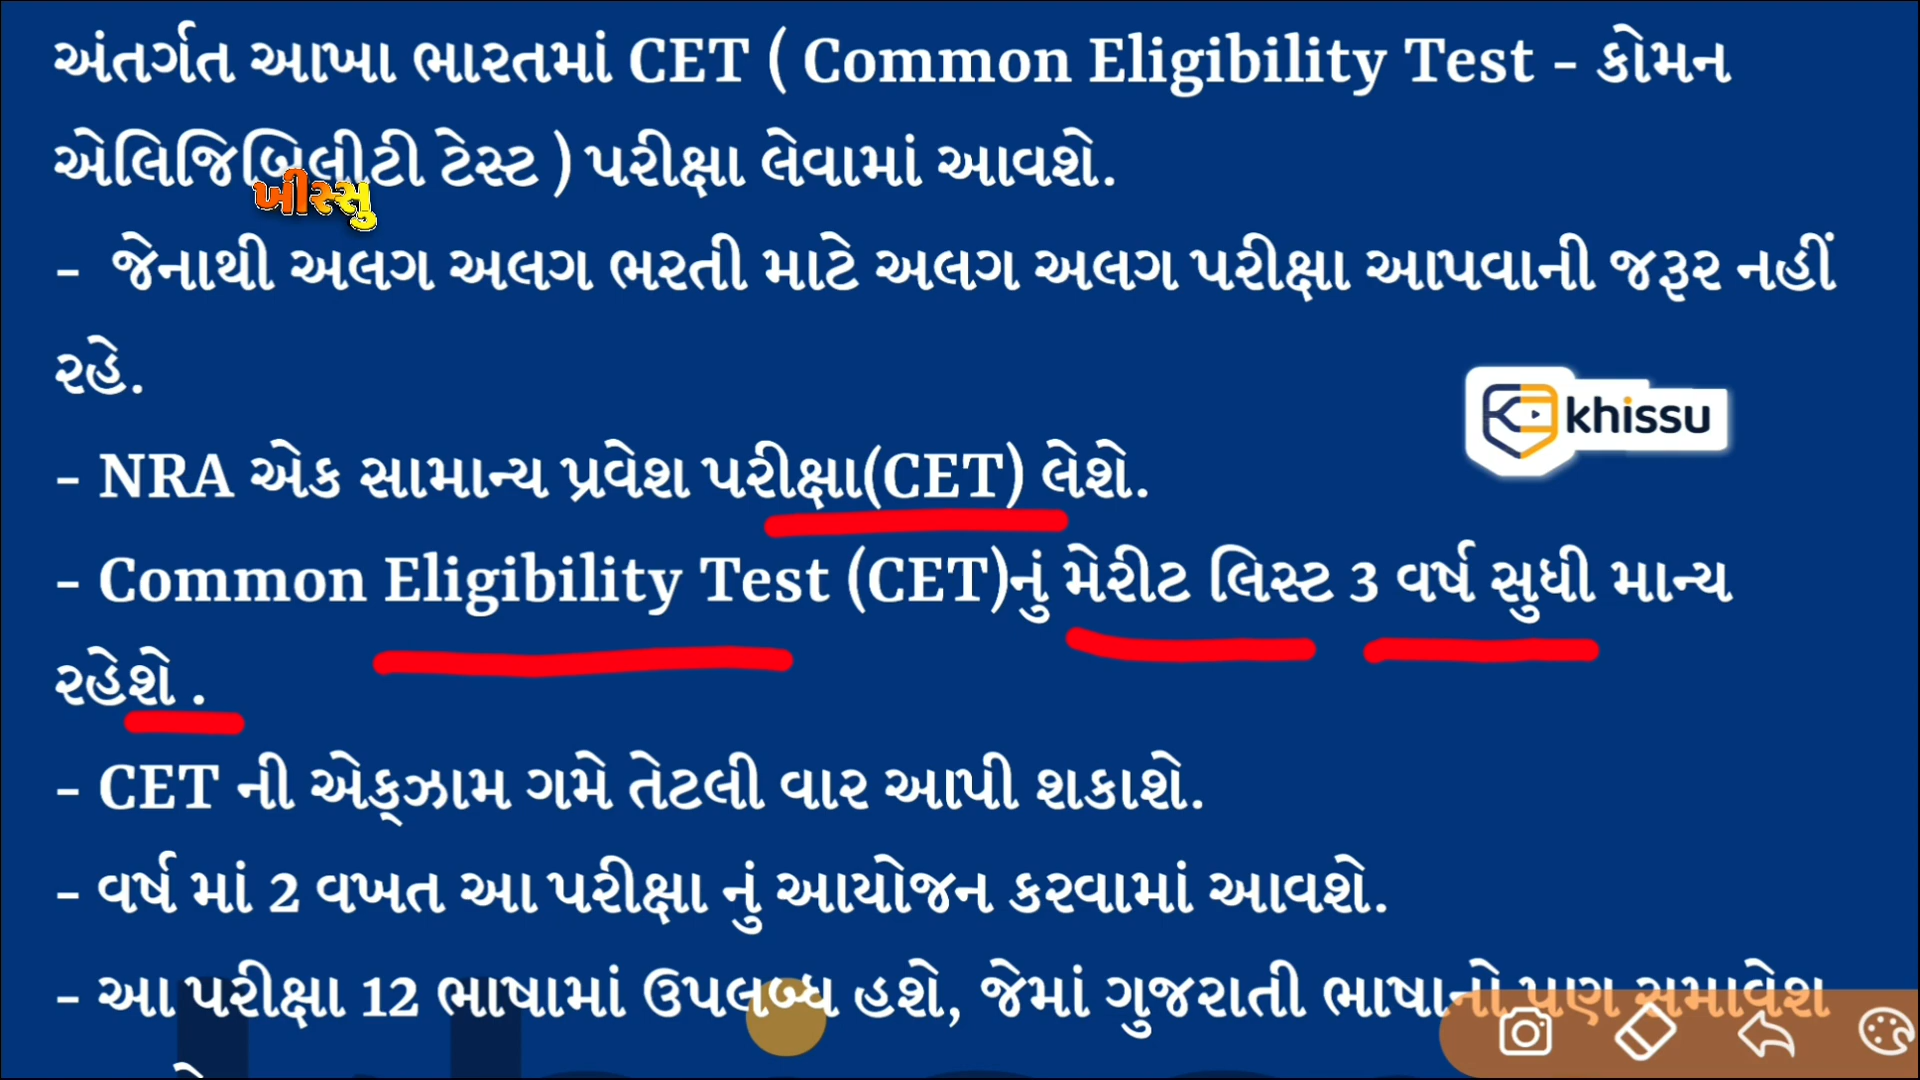 અંતર્ગત આખા ભારતમાં CET ( Common Eligibility Test - કોમન
એલિજિબિલીટી ટેસ્ટ ) પરીક્ષા લેવામાં આવશે.
ખીસ્સુ
- જેનાથી અલગ અલગ ભરતી માટે અલગ અલગ પરીક્ષા આપવાની જરૂર નહીં
રહે.
khissu
- NRA એક સામાન્ય પ્રવેશ પરીક્ષા(CET) લેશે.
- Common Eligibility Test (CET)નું મેરીટ લિસ્ટ 3 વર્ષ સુધી માન્ય
રહેશે .
- CET ની એક્ઝામ ગમે તેટલી વાર આપી શકાશે.
- વર્ષ માં 2 વખત આ પરીક્ષા નું આયોજન કરવામાં આવશે.
- આ પરીક્ષા 12 ભાષામાં ઉપલબ્ધ હશે, જેમાં ગુજરાતી ભાષાનો પણ સમાવેશ